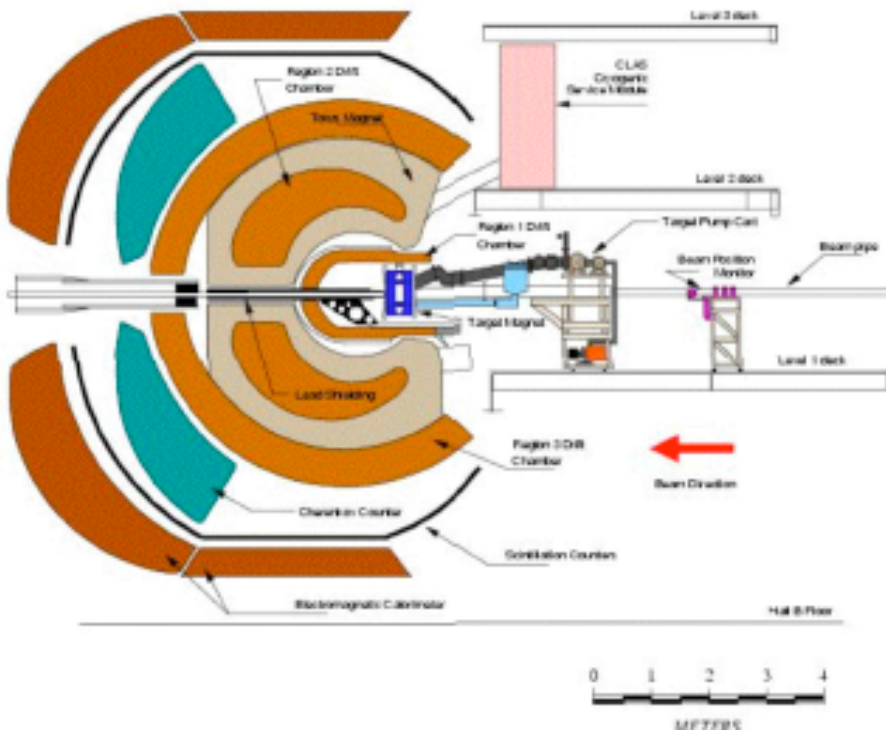 Level 3 deck
Region 2 Drift
Chamber
CLAS
Cryogenic
Service Module
Torus Magnet
Level 2 deck
Target Pump Cart
Region 1 Drift
Chamber
Beam Position
Monitor
Beam pipe
Target Magnet
Level 1 deck
Lead Shielding
Region 3 Drift
Chamber
Beam Direction
Cherenkov Counter
Scintillation Counters
Electromagnetic Calorimeter
Hall B Floor
0 1 2 3 4
METERS